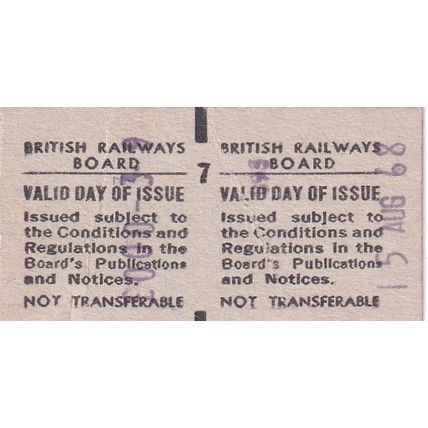 BRITISH RAILWAYS
BOARD
VALID DAY OF ISSUE
Issued subject to
the Conditions and
Regulations in the
Board's Publications
and Notices.
NOT TRANSFERABLE
7
BRITISH RAILWAYS
BOARD
VALID DAY OF ISSUE
Issued subject to
the Conditions and
Regulations in the
Board's Publications
and Notices.
NOT TRANSFERABLE
15 AUG 68